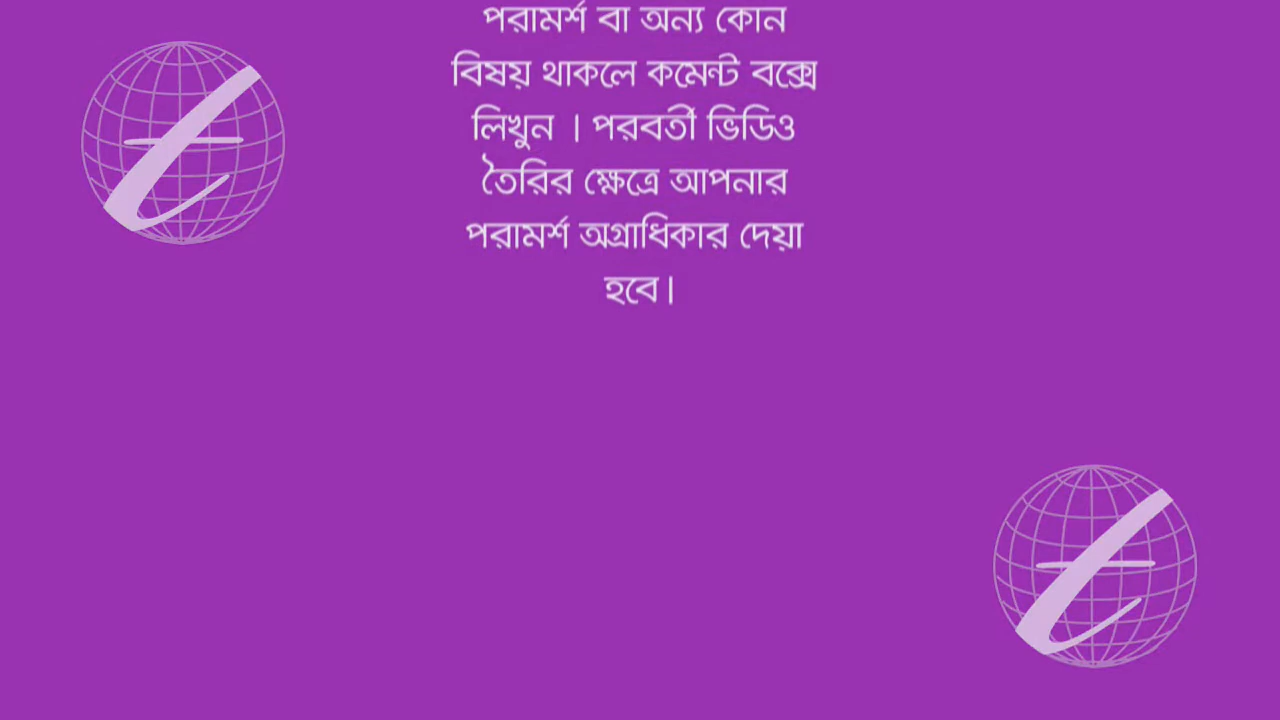 পরামর্শ বা অন্য কোন
বিষয় থাকলে কমেন্ট বক্সে
লিখুন । পরবর্তী ভিডিও
তৈরির ক্ষেত্রে আপনার
পরামর্শ অগ্রাধিকার দেয়া
হবে।
t
t